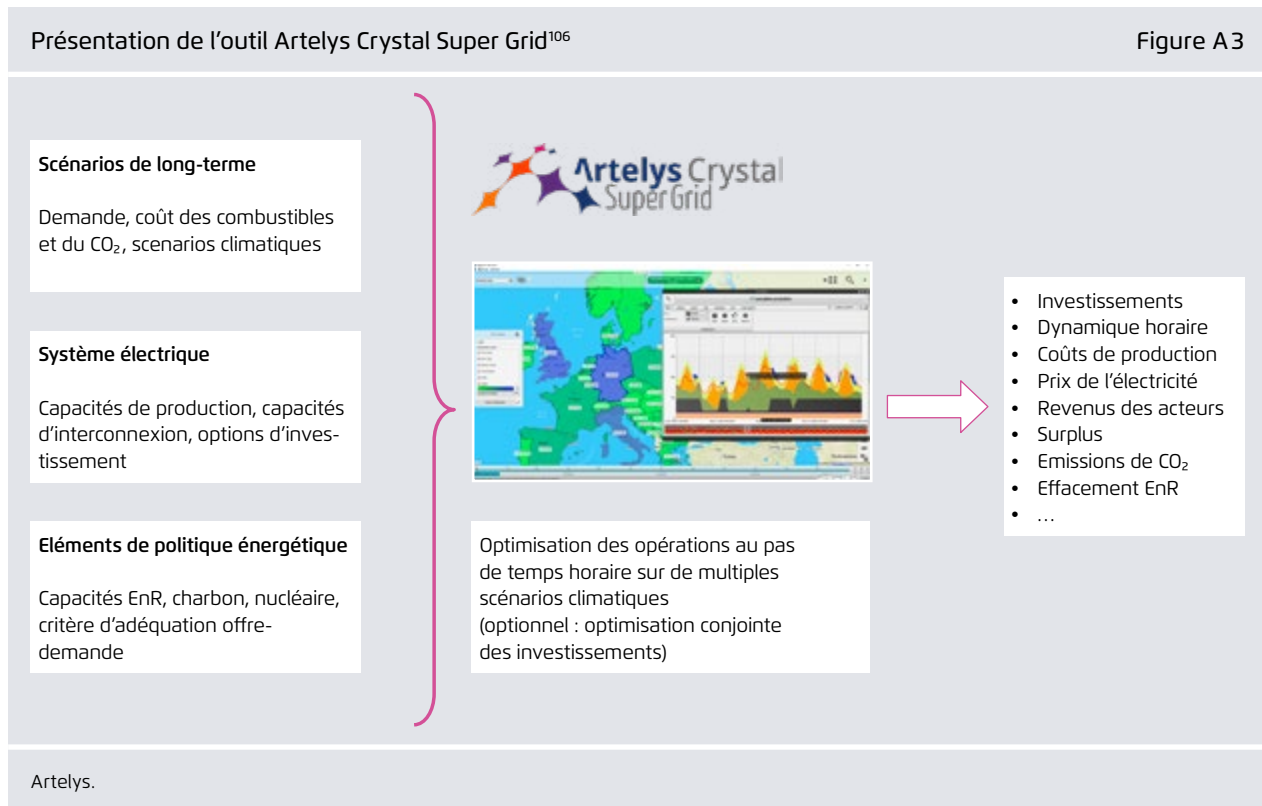 Présentation de l'outil Artelys Crystal Super Grid¹⁰⁶
Figure A3
Scénarios de long-terme
Demande, coût des combustibles
et du CO₂, scenarios climatiques
Système électrique
Capacités de production, capacités
d'interconnexion, options d'inves-
tissement
Eléments de politique énergétique
Capacités EnR, charbon, nucléaire,
critère d'adéquation offre-
demande
Artelys Crystal
Super Grid
Optimisation des opérations au pas
de temps horaire sur de multiples
scénarios climatiques
(optionnel : optimisation conjointe
des investissements)
• Investissements
• Dynamique horaire
• Coûts de production
• Prix de l'électricité
• Revenus des acteurs
• Surplus
• Emissions de CO₂
• Effacement EnR
• …
Artelys.